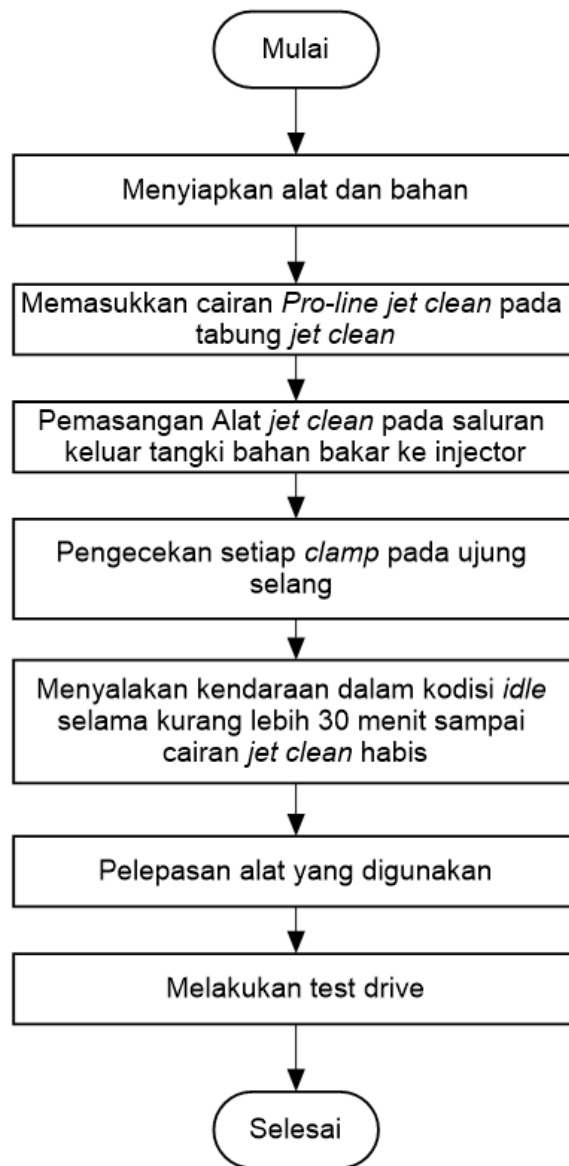 Mulai
Menyiapkan alat dan bahan
Memasukkan cairan Pro-line jet clean pada
tabung jet clean
Pemasangan Alat jet clean pada saluran
keluar tangki bahan bakar ke injector
Pengecekan setiap clamp pada ujung
selang
Menyalakan kendaraan dalam kodisi idle
selama kurang lebih 30 menit sampai
cairan jet clean habis
Pelepasan alat yang digunakan
Melakukan test drive
Selesai